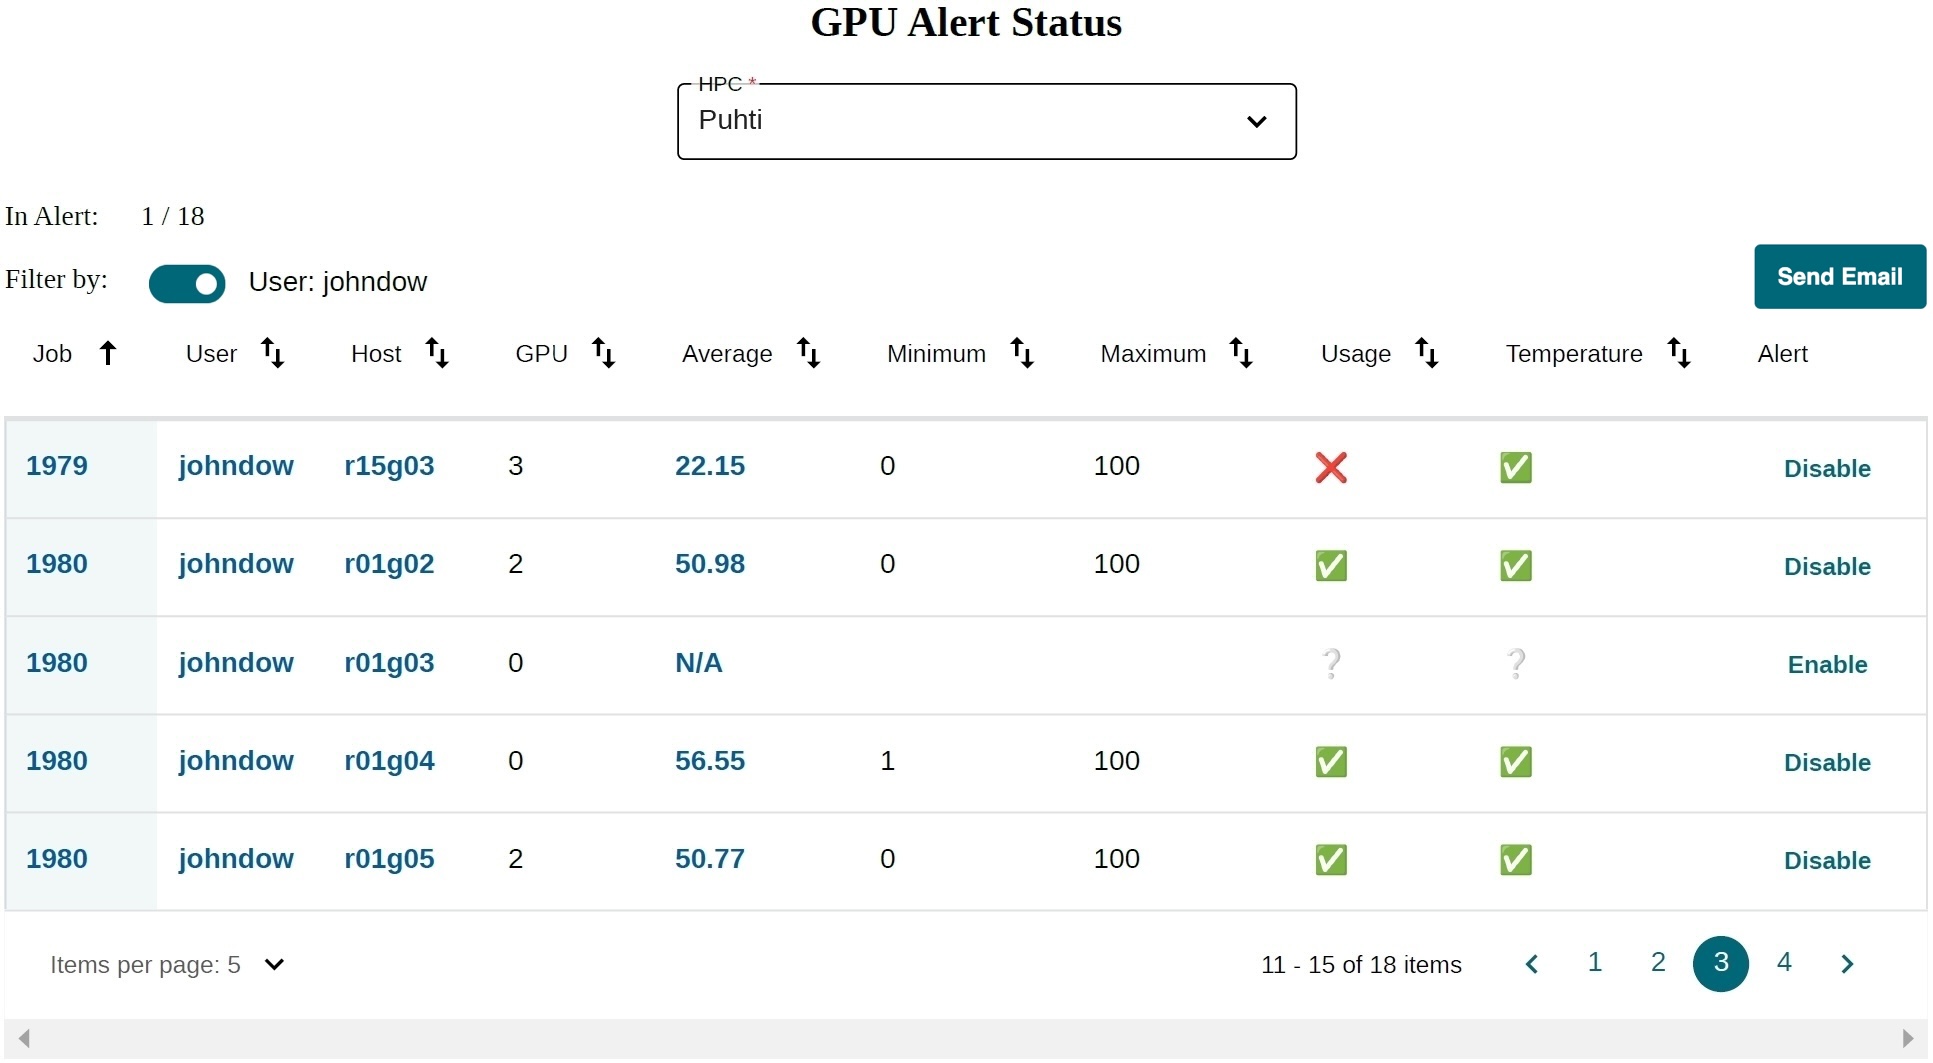 GPU Alert Status
HPC *
Puhti
In Alert: 1 / 18
Filter by: User: johndow
Send Email
Job User Host GPU Average Minimum Maximum Usage Temperature Alert
1979 johndow r15g03 3 22.15 0 100 ❌ ✅ Disable
1980 johndow r01g02 2 50.98 0 100 ✅ ✅ Disable
1980 johndow r01g03 0 N/A ❔ ❔ Enable
1980 johndow r01g04 0 56.55 1 100 ✅ ✅ Disable
1980 johndow r01g05 2 50.77 0 100 ✅ ✅ Disable
Items per page: 5 11 - 15 of 18 items 1 2 3 4